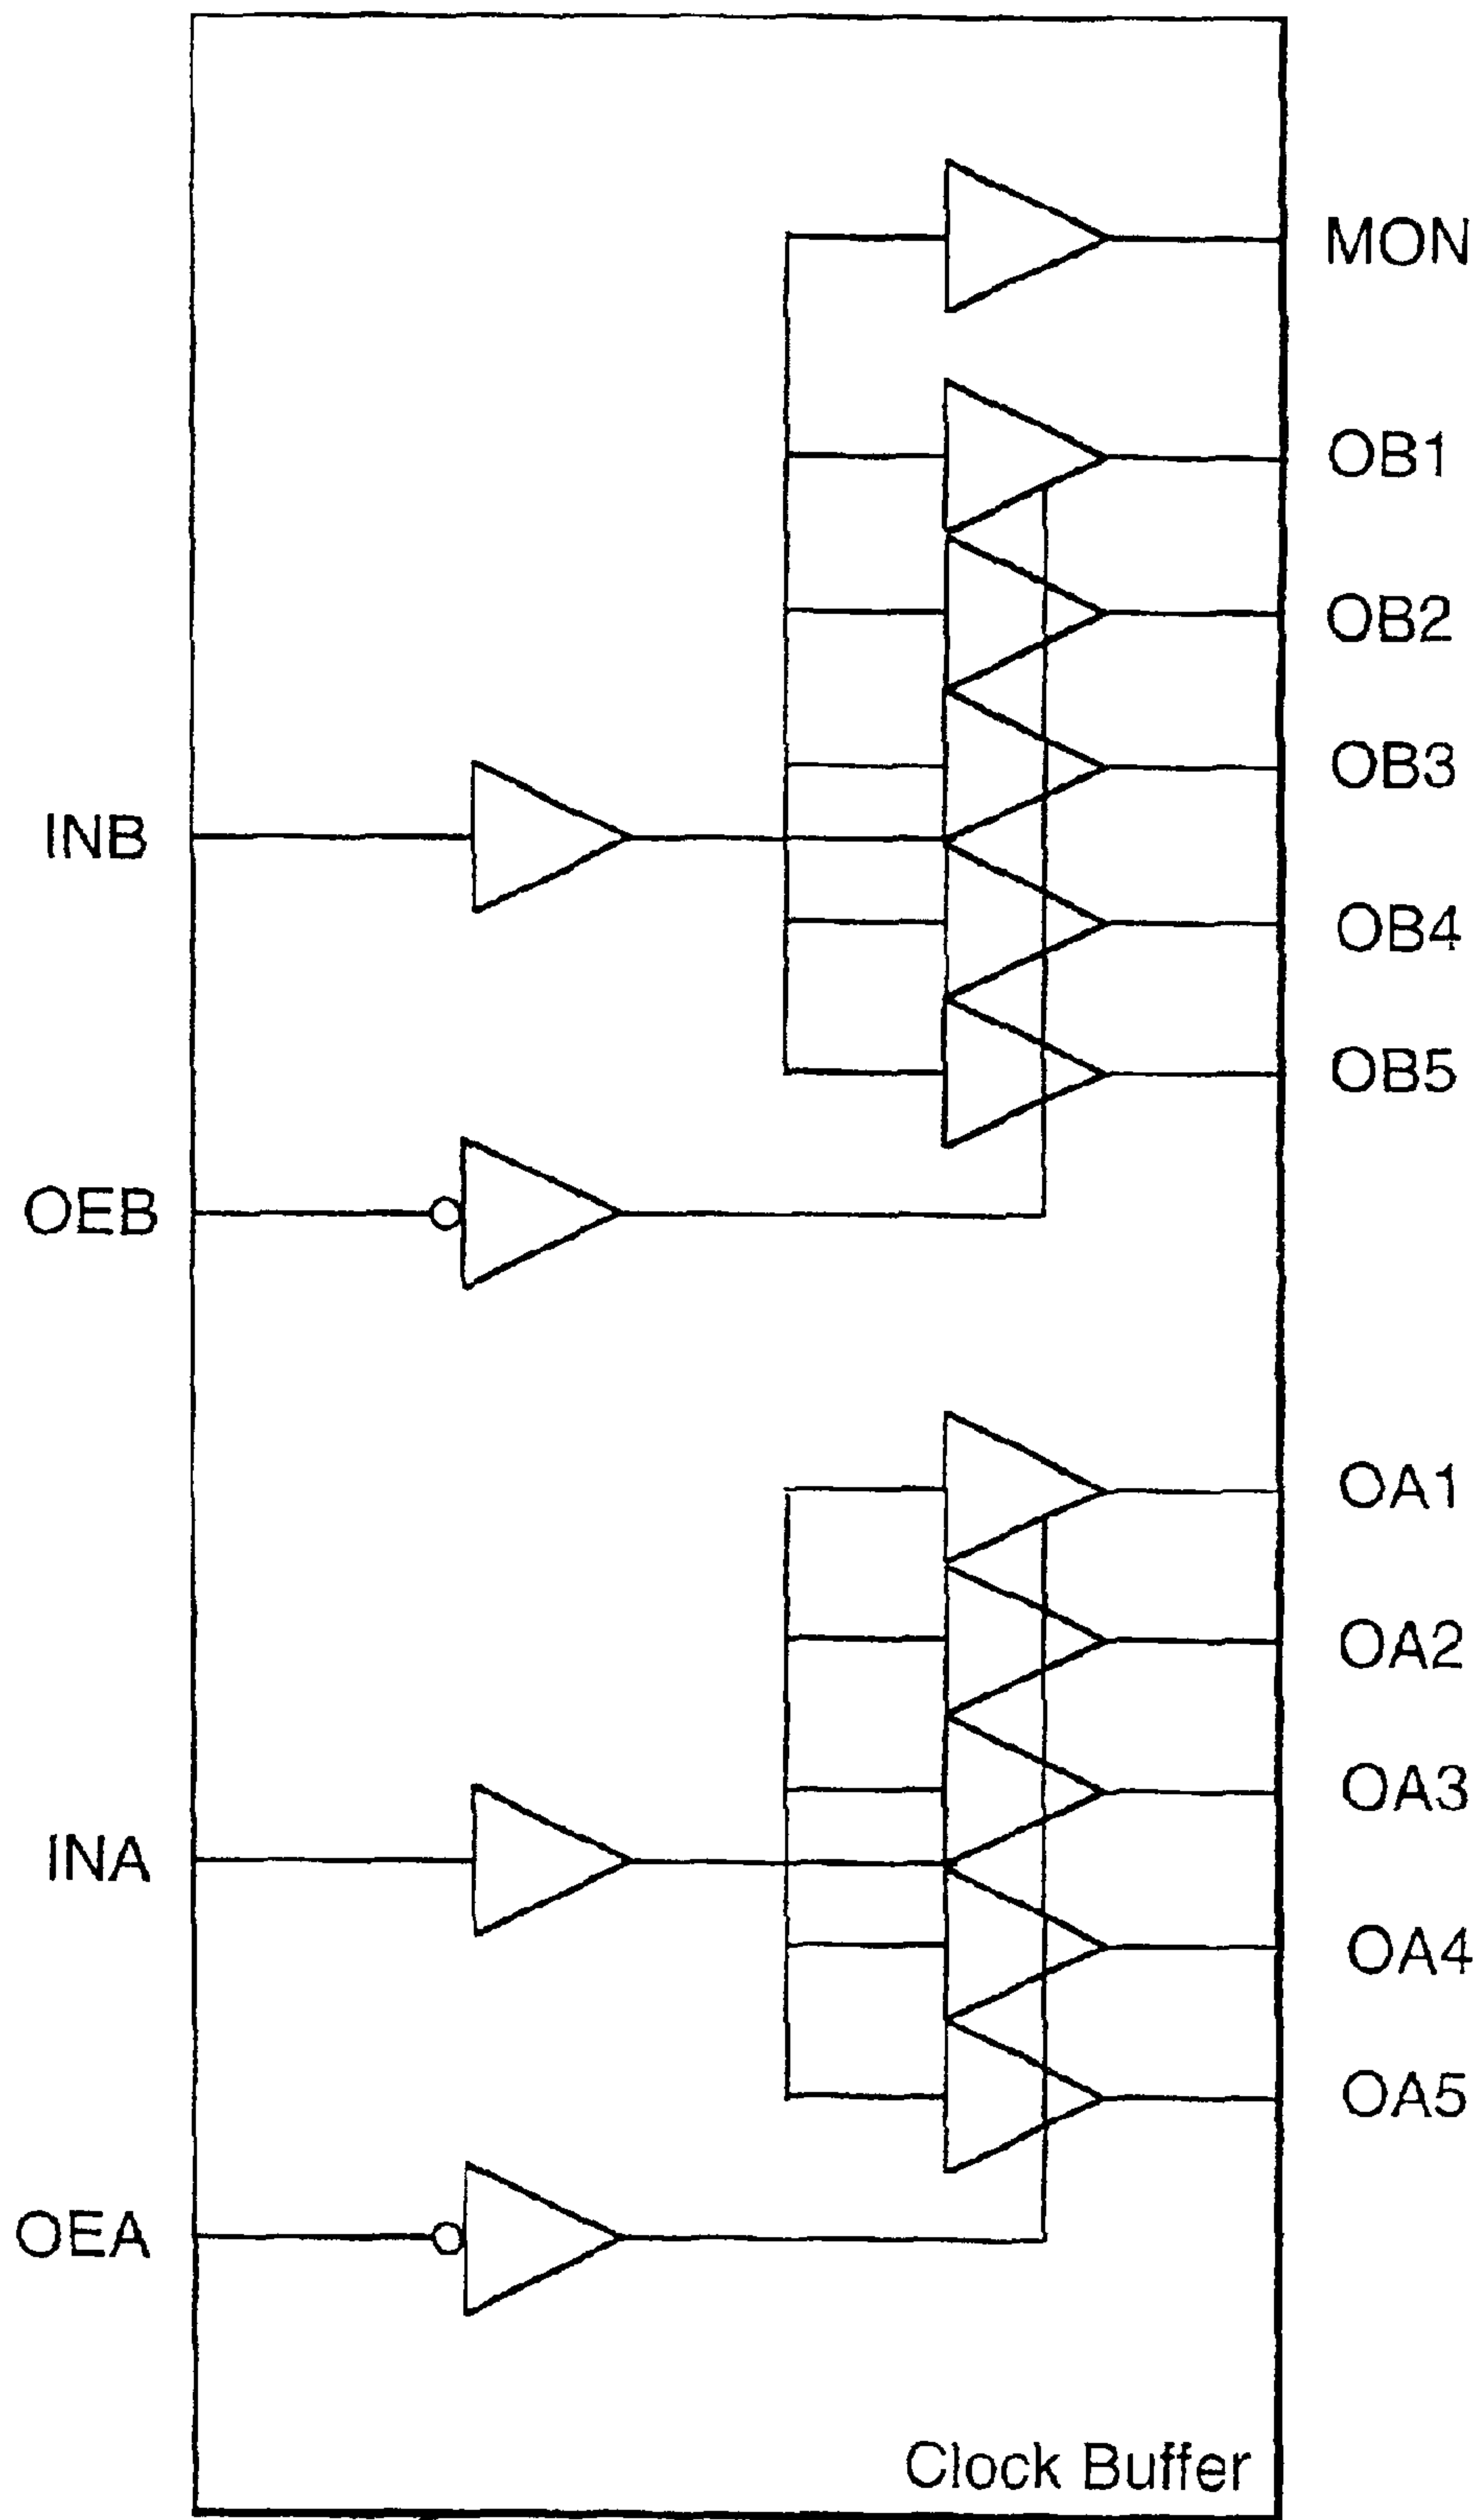 MON
OB1
OB2
OB3
INB
OB4
OB5
OEB
OA1
OA2
OA3
INA
OA4
OA5
OEA
Clock Buffer